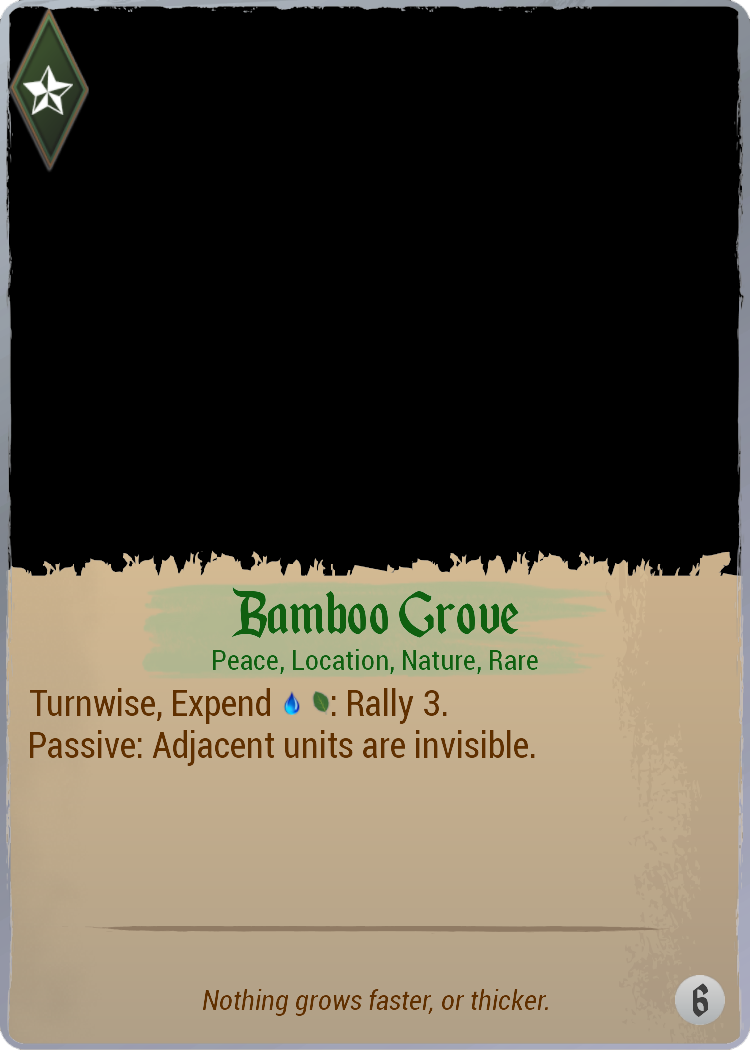 Bamboo Grove
Peace, Location, Nature, Rare
Turnwise, Expend 💧 🍃: Rally 3.
Passive: Adjacent units are invisible.
Nothing grows faster, or thicker.
6